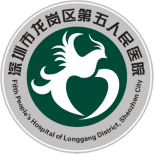 深圳市龙岗区第五人民医院
Fifth People's Hospital of Longgang District, Shenzhen City